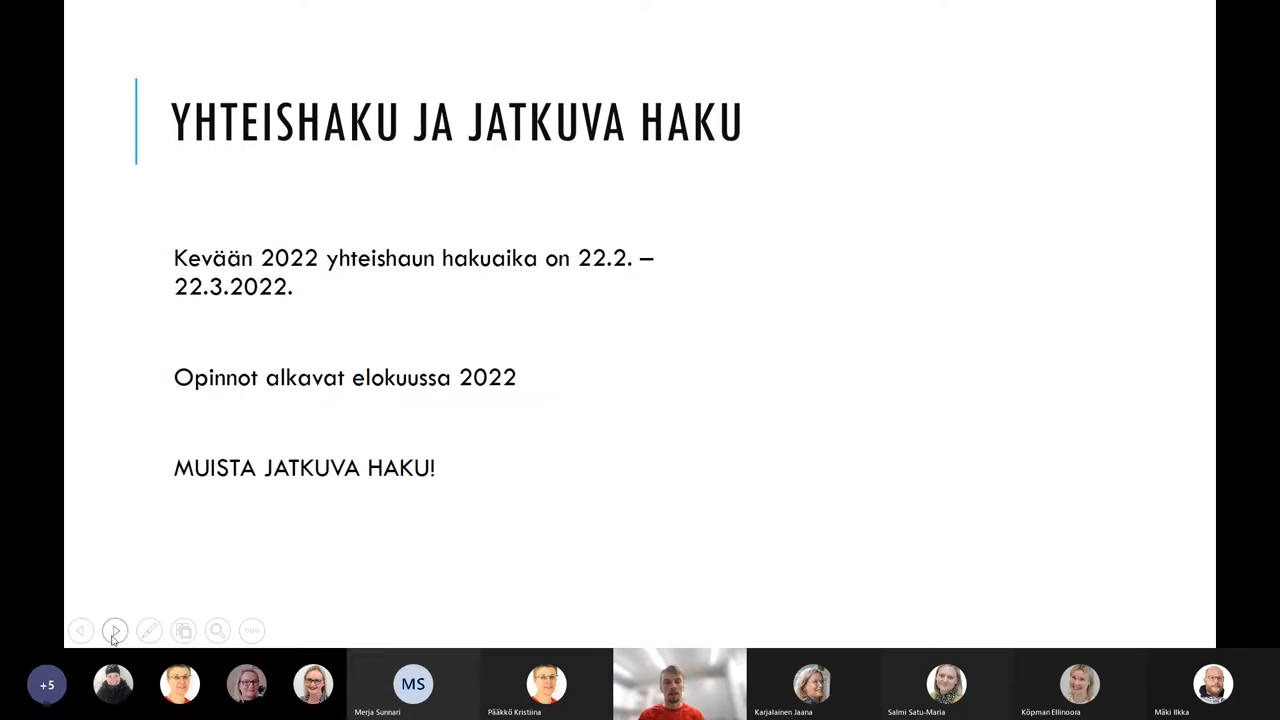 YHTEISHAKU JA JATKUVA HAKU
Kevään 2022 yhteishaun hakuaika on 22.2. –
22.3.2022.
Opinnot alkavat elokuussa 2022
MUISTA JATKUVA HAKU!
+5
MS
Merja Sunnari
Pääkkö Kristiina
Karjalainen Jaana
Salmi Satu-Maria
Köpman Ellinoora
Mäki Ilkka